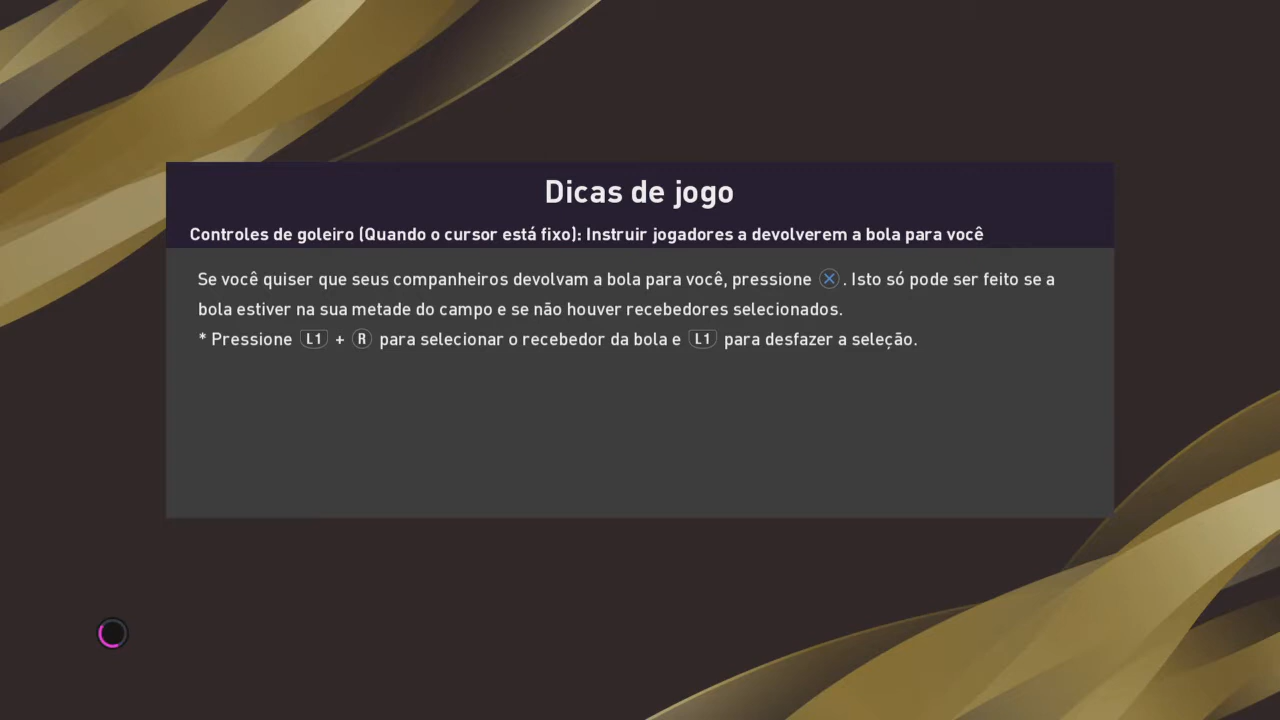 Dicas de jogo
Controles de goleiro (Quando o cursor está fixo): Instruir jogadores a devolverem a bola para você
Se você quiser que seus companheiros devolvam a bola para você, pressione ⊗. Isto só pode ser feito se a
bola estiver na sua metade do campo e se não houver recebedores selecionados.
* Pressione L1 + R para selecionar o recebedor da bola e L1 para desfazer a seleção.